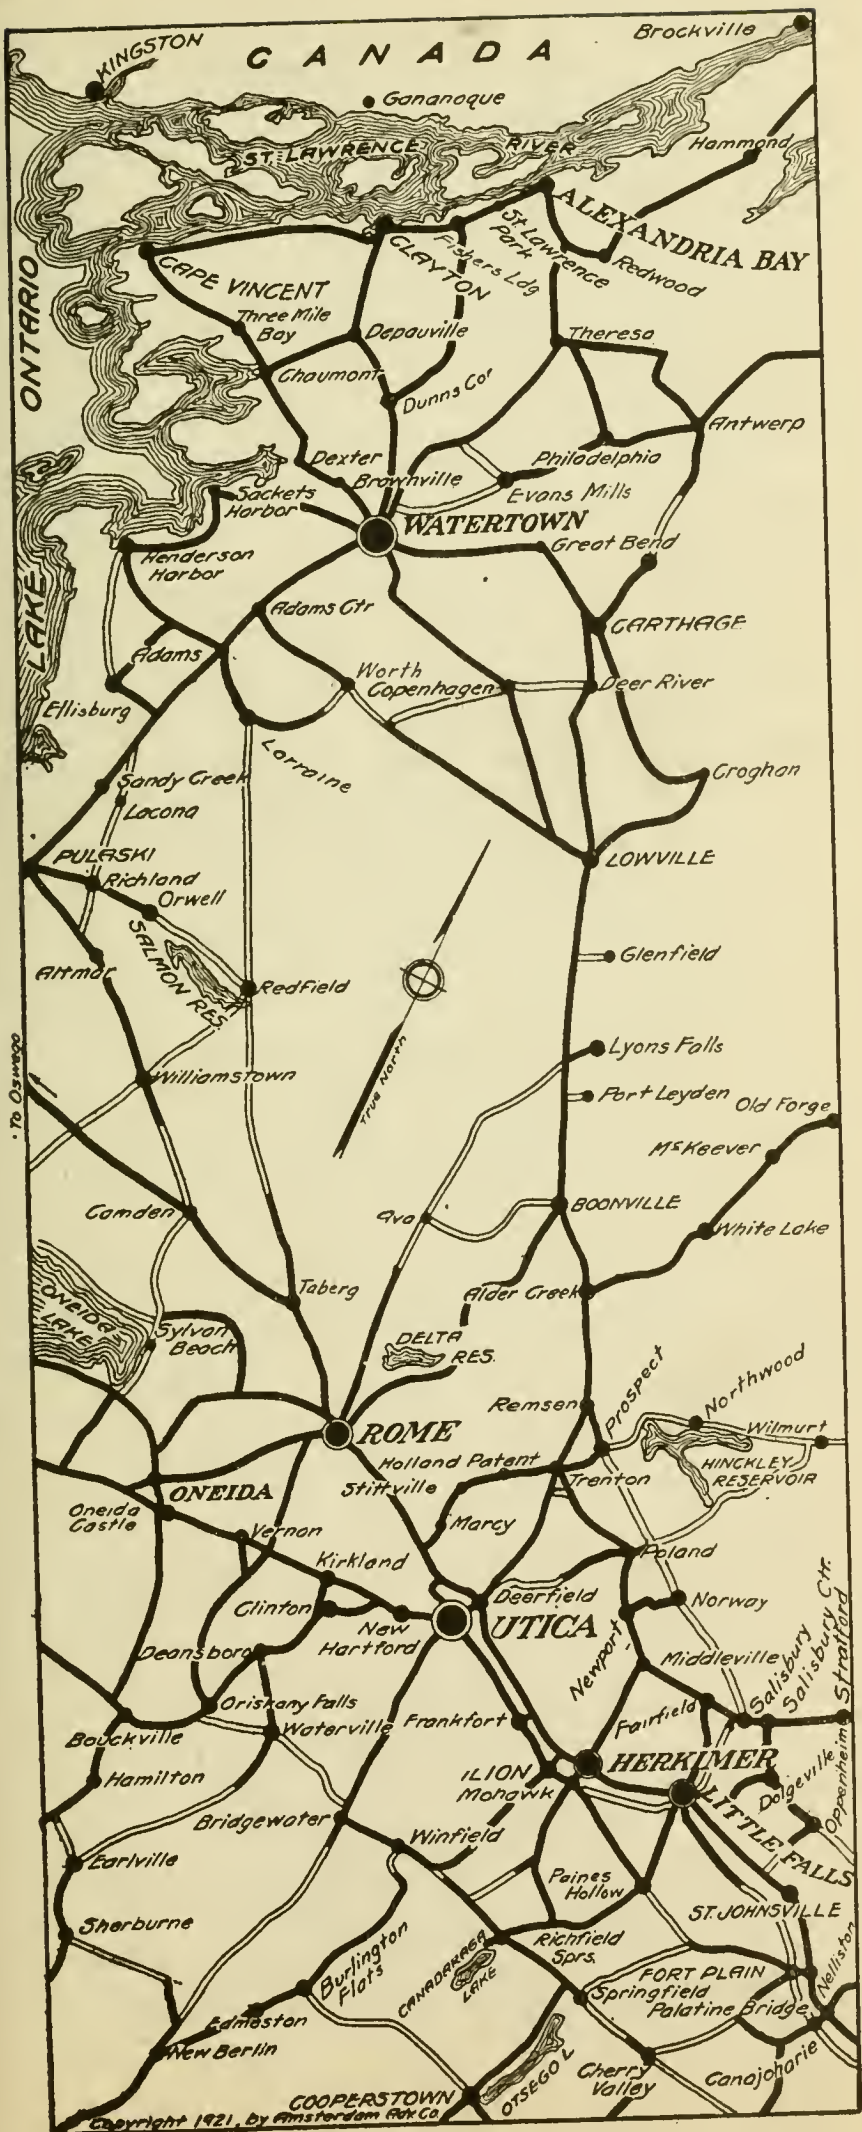 CANADA
KINGSTON
Brockville
Gananoque
ST. LAWRENCE RIVER
Hammond
ALEXANDRIA BAY
St Lawrence
Park
Redwood
CLAYTON
Fishers Ldg
CAPE VINCENT
Three Mile
Bay
Depauville
Theresa
Chaumont
Dunns Cor
LAKE ONTARIO
Antwerp
Philadelphia
Dexter
Brownville
Evans Mills
Sackets
Harbor
WATERTOWN
Great Bend
Henderson
Harbor
Adams Ctr
CARTHAGE
Adams
Worth
Copenhagen
Deer River
Ellisburg
Lorraine
Croghan
Sandy Creek
Lacona
PULASKI
LOWVILLE
Richland
Orwell
SALMON RES.
Glenfield
Altmar
Redfield
Lyons Falls
True North
Williamstown
Port Leyden
Old Forge
McKeever
To Oswego
Camden
Ava
BOONVILLE
White Lake
Taberg
Alder Creek
ONEIDA
LAKE
Sylvan
Beach
DELTA
RES.
Remsen
Prospect
Northwood
Wilmurt
ROME
HINCKLEY
RESERVOIR
Holland Patent
Trenton
Stittville
ONEIDA
Oneida
Castle
Vernon
Marcy
Poland
Kirkland
Clinton
New
Hartford
Deerfield
UTICA
Norway
Newport
Deansboro
Middleville
Salisbury
Salisbury Ctr.
Stratford
Oriskany Falls
Fairfield
Bouckville
Waterville
Frankfort
HERKIMER
Hamilton
ILION
Mohawk
LITTLE FALLS
Dolgeville
Oppenheim
Bridgewater
Winfield
Earlville
Paines
Hollow
ST. JOHNSVILLE
Sherburne
Richfield
Sprs.
Burlington
Flats
CANADARAGA
LAKE
FORT PLAIN
Nelliston
Springfield
Palatine Bridge
Edmeston
New Berlin
OTSEGO L
Cherry
Valley
Canajoharie
COOPERSTOWN
Copyright 1921, by Amsterdam Adv. Co.